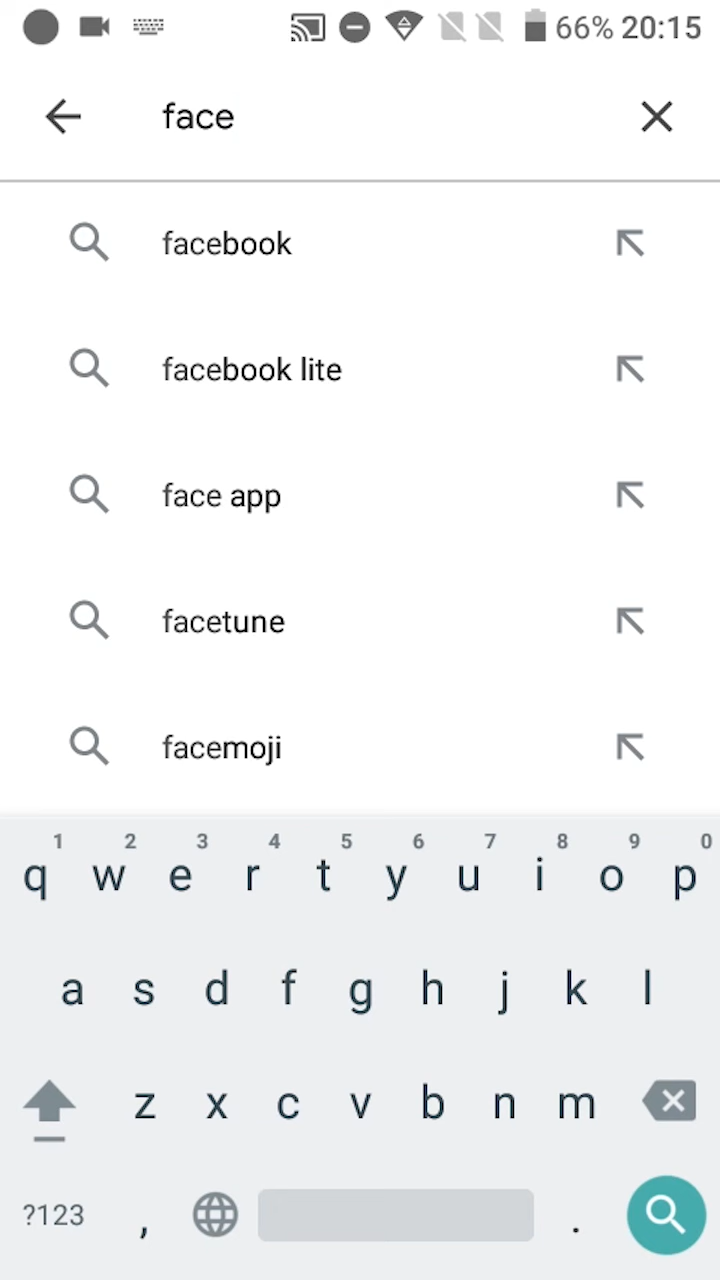 66% 20:15
face
facebook
facebook lite
face app
facetune
facemoji
1 2 3 4 5 6 7 8 9 0
q w e r t y u i o p
a s d f g h j k l
z x c v b n m
?123 , .